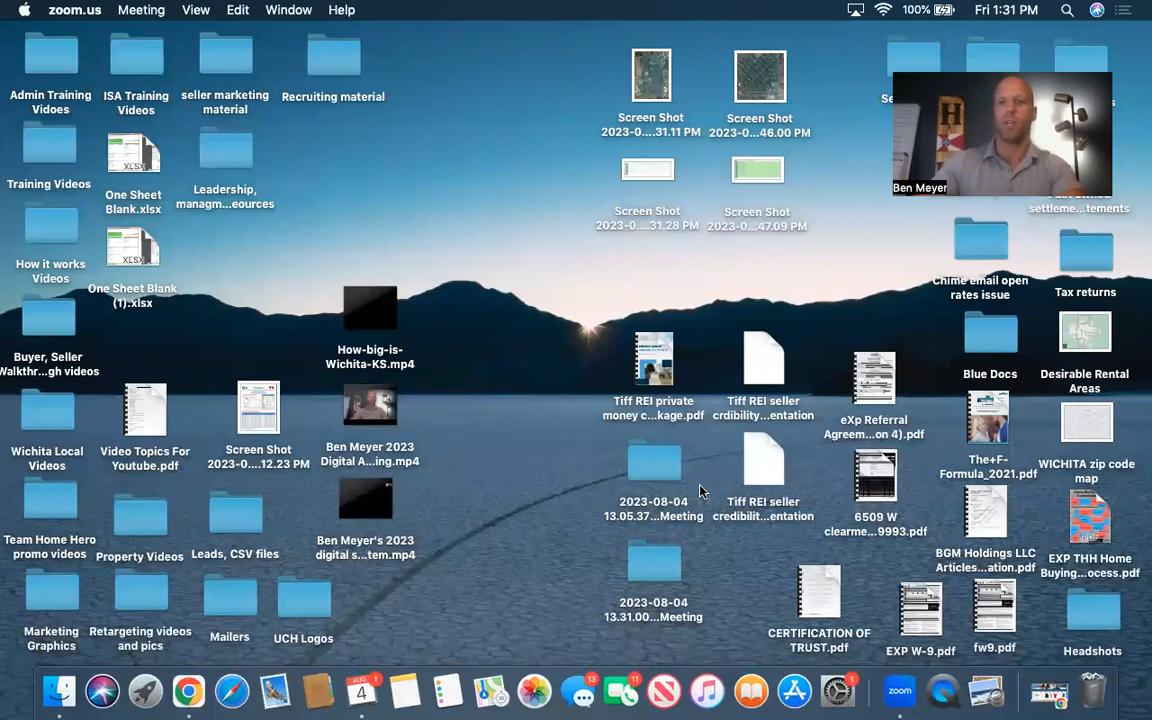 zoom.us Meeting View Edit Window Help
100% Fri 1:31 PM
Admin Training
Vidoes
ISA Training
Videos
seller marketing
material
Recruiting material
Screen Shot
2023-0....31.11 PM
Screen Shot
2023-0....46.00 PM
Ben Meyer
Training Videos
XLSX
One Sheet
Blank.xlsx
Leadership,
managm...eources
Screen Shot
2023-0....31.28 PM
Screen Shot
2023-0....47.09 PM
settleme...tements
How it works
Videos
XLSX
One Sheet Blank
(1).xlsx
Chime email open
rates issue
Tax returns
Buyer, Seller
Walkthr...gh videos
How-big-is-
Wichita-KS.mp4
Tiff REI private
money c...kage.pdf
Tiff REI seller
crdibility...entation
eXp Referral
Agreem...on 4).pdf
Blue Docs
Desirable Rental
Areas
Wichita Local
Videos
Video Topics For
Youtube.pdf
Screen Shot
2023-0....12.23 PM
Ben Meyer 2023
Digital A...ing.mp4
2023-08-04
13.05.37...Meeting
Tiff REI seller
credibilit...entation
6509 W
clearme...9993.pdf
The+F-
Formula_2021.pdf
WICHITA zip code
map
Team Home Hero
promo videos
Property Videos
Leads, CSV files
Ben Meyer's 2023
digital s...tem.mp4
BGM Holdings LLC
Articles...ation.pdf
PDF
EXP THH Home
Buying...ocess.pdf
Marketing
Graphics
Retargeting videos
and pics
Mailers
UCH Logos
2023-08-04
13.31.00...Meeting
CERTIFICATION OF
TRUST.pdf
EXP W-9.pdf
fw9.pdf
Headshots
AUG
4
1
13
11
1
zoom